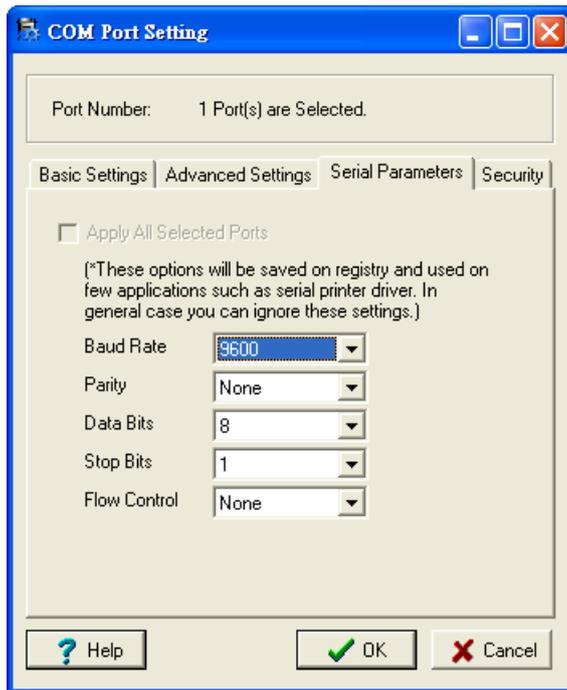 COM Port Setting
Port Number: 1 Port(s) are Selected.
Basic Settings Advanced Settings Serial Parameters Security
Apply All Selected Ports
(*These options will be saved on registry and used on
few applications such as serial printer driver. In
general case you can ignore these settings.)
Baud Rate 9600
Parity None
Data Bits 8
Stop Bits 1
Flow Control None
? Help OK Cancel